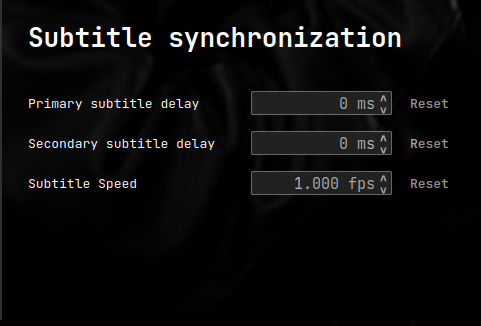 Subtitle synchronization
Primary subtitle delay 0 ms Reset
Secondary subtitle delay 0 ms Reset
Subtitle Speed 1.000 fps Reset